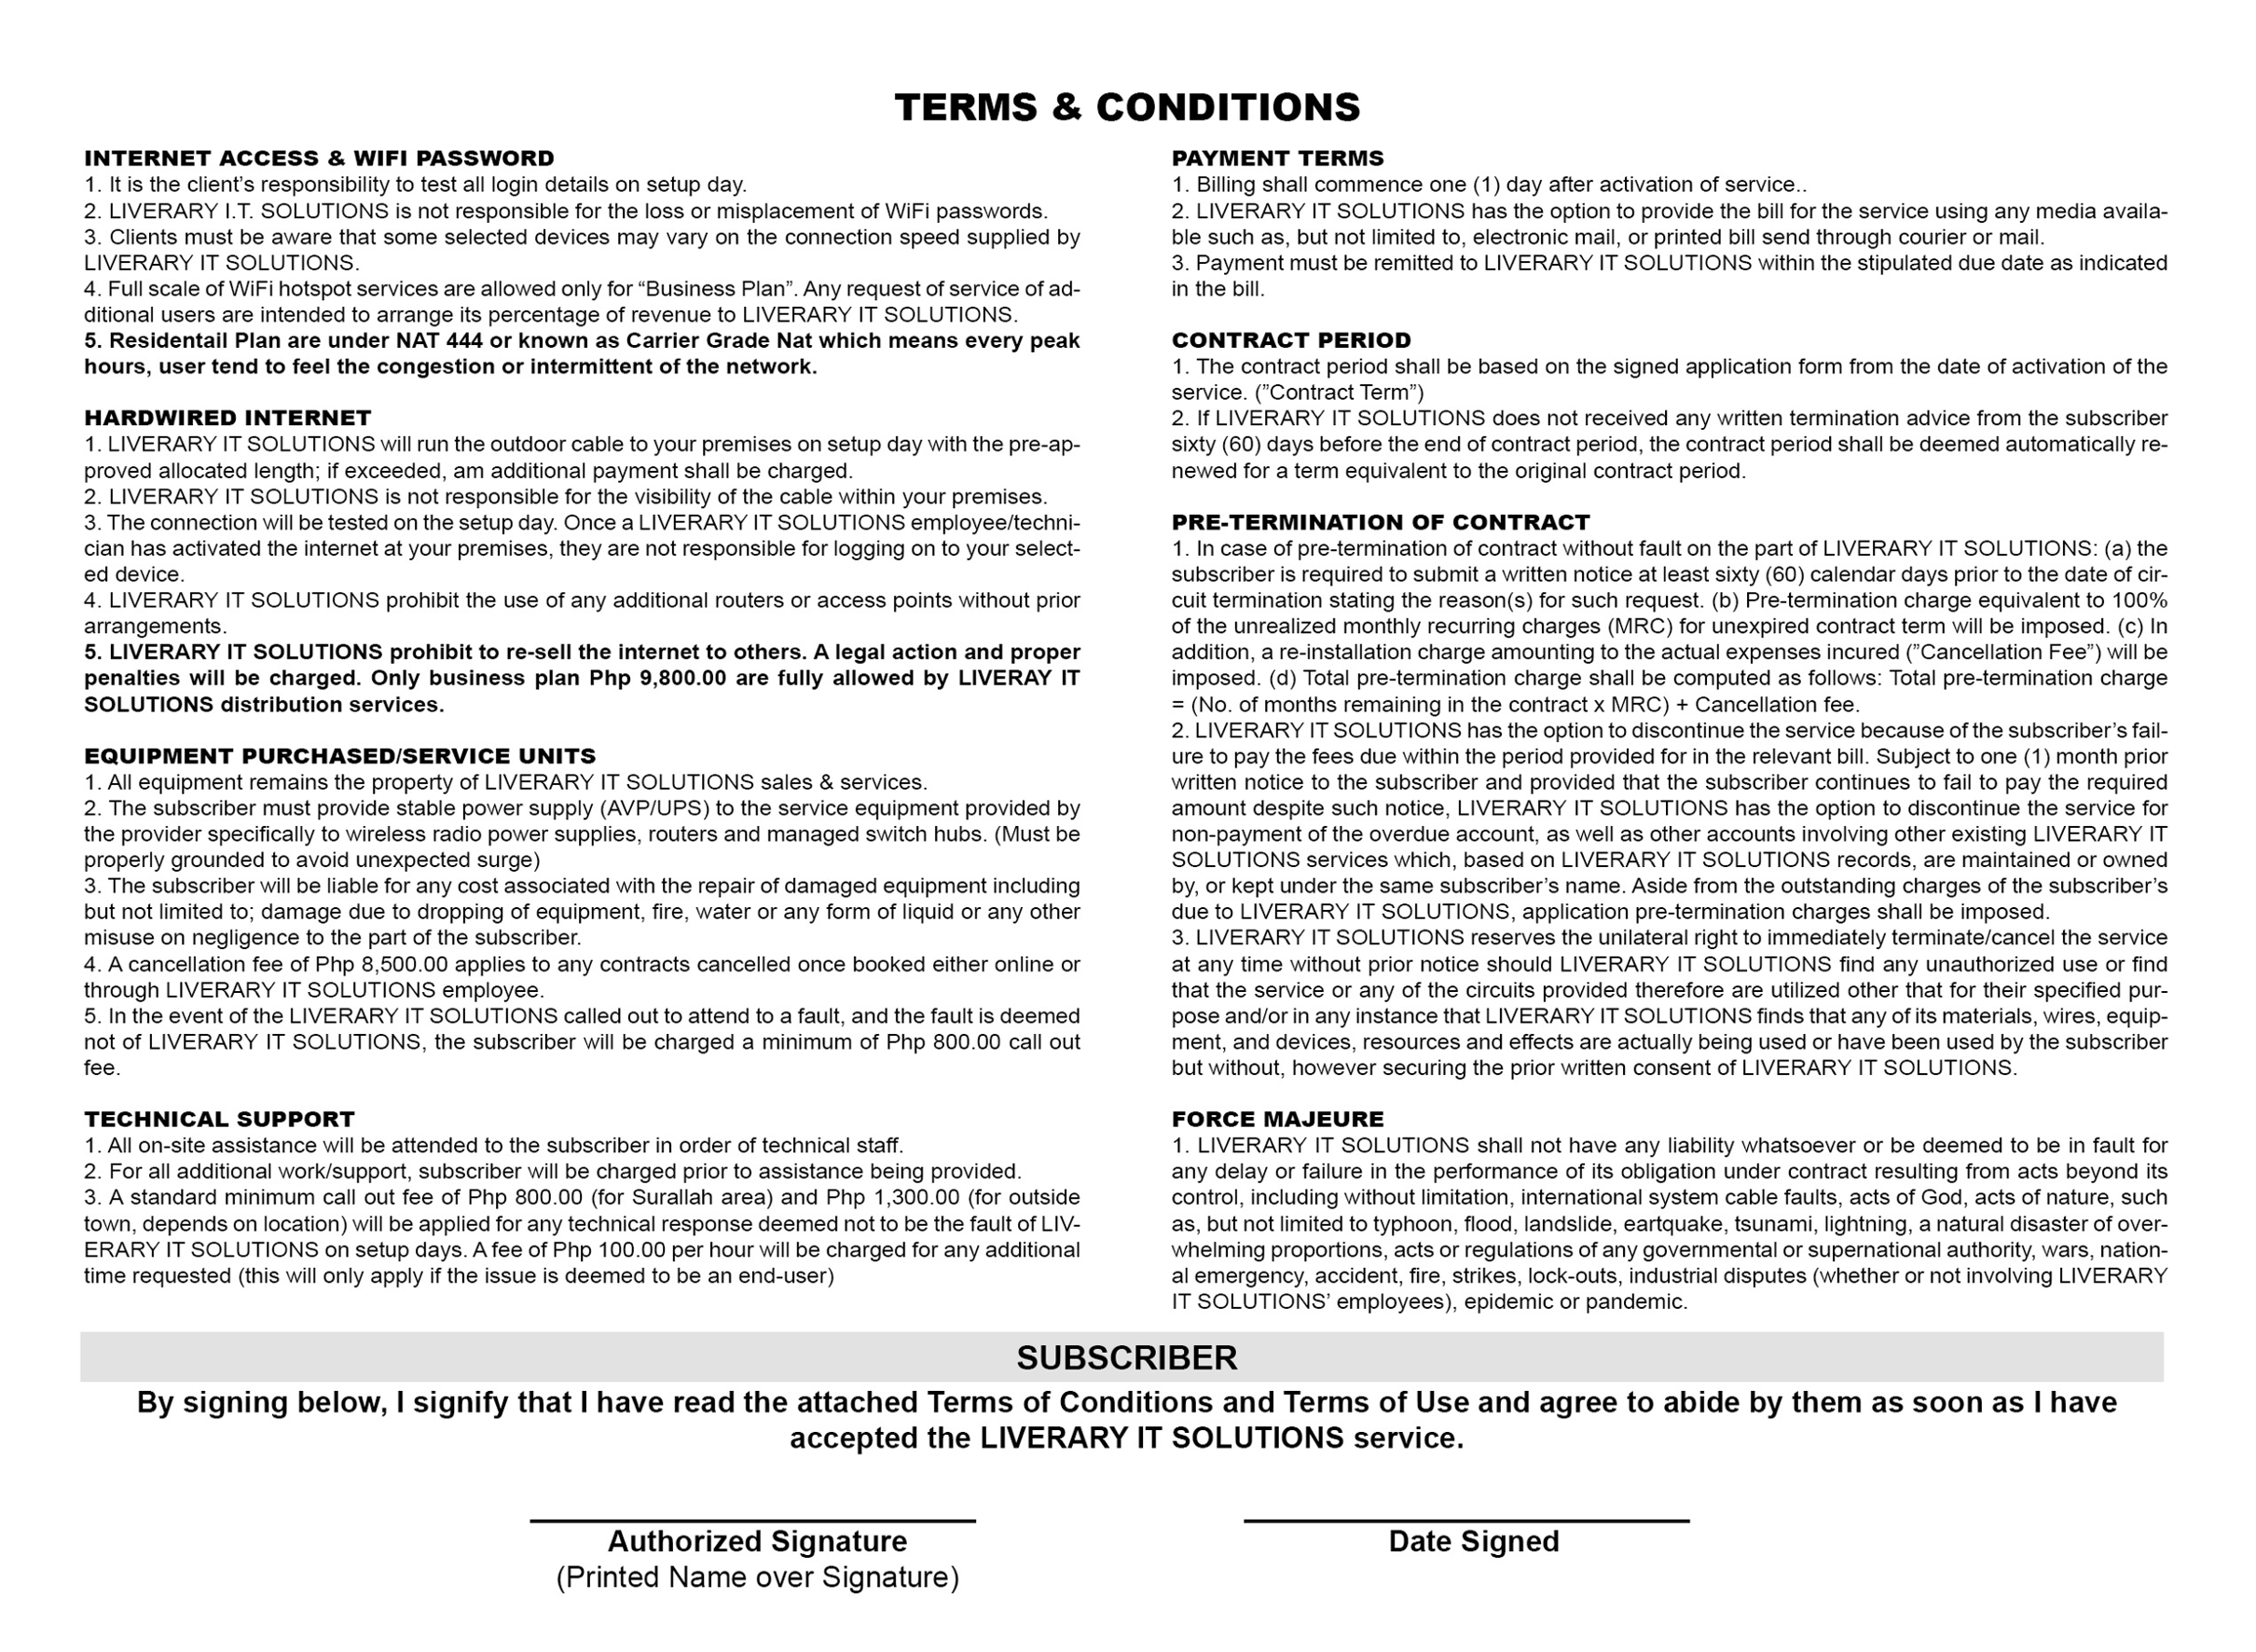 TERMS & CONDITIONS
INTERNET ACCESS & WIFI PASSWORD
1. It is the client’s responsibility to test all login details on setup day.
2. LIVERARY I.T. SOLUTIONS is not responsible for the loss or misplacement of WiFi passwords.
3. Clients must be aware that some selected devices may vary on the connection speed supplied by
LIVERARY IT SOLUTIONS.
4. Full scale of WiFi hotspot services are allowed only for “Business Plan”. Any request of service of ad-
ditional users are intended to arrange its percentage of revenue to LIVERARY IT SOLUTIONS.
5. Residentail Plan are under NAT 444 or known as Carrier Grade Nat which means every peak
hours, user tend to feel the congestion or intermittent of the network.
HARDWIRED INTERNET
1. LIVERARY IT SOLUTIONS will run the outdoor cable to your premises on setup day with the pre-ap-
proved allocated length; if exceeded, am additional payment shall be charged.
2. LIVERARY IT SOLUTIONS is not responsible for the visibility of the cable within your premises.
3. The connection will be tested on the setup day. Once a LIVERARY IT SOLUTIONS employee/techni-
cian has activated the internet at your premises, they are not responsible for logging on to your select-
ed device.
4. LIVERARY IT SOLUTIONS prohibit the use of any additional routers or access points without prior
arrangements.
5. LIVERARY IT SOLUTIONS prohibit to re-sell the internet to others. A legal action and proper
penalties will be charged. Only business plan Php 9,800.00 are fully allowed by LIVERAY IT
SOLUTIONS distribution services.
EQUIPMENT PURCHASED/SERVICE UNITS
1. All equipment remains the property of LIVERARY IT SOLUTIONS sales & services.
2. The subscriber must provide stable power supply (AVP/UPS) to the service equipment provided by
the provider specifically to wireless radio power supplies, routers and managed switch hubs. (Must be
properly grounded to avoid unexpected surge)
3. The subscriber will be liable for any cost associated with the repair of damaged equipment including
but not limited to; damage due to dropping of equipment, fire, water or any form of liquid or any other
misuse on negligence to the part of the subscriber.
4. A cancellation fee of Php 8,500.00 applies to any contracts cancelled once booked either online or
through LIVERARY IT SOLUTIONS employee.
5. In the event of the LIVERARY IT SOLUTIONS called out to attend to a fault, and the fault is deemed
not of LIVERARY IT SOLUTIONS, the subscriber will be charged a minimum of Php 800.00 call out
fee.
TECHNICAL SUPPORT
1. All on-site assistance will be attended to the subscriber in order of technical staff.
2. For all additional work/support, subscriber will be charged prior to assistance being provided.
3. A standard minimum call out fee of Php 800.00 (for Surallah area) and Php 1,300.00 (for outside
town, depends on location) will be applied for any technical response deemed not to be the fault of LIV-
ERARY IT SOLUTIONS on setup days. A fee of Php 100.00 per hour will be charged for any additional
time requested (this will only apply if the issue is deemed to be an end-user)
PAYMENT TERMS
1. Billing shall commence one (1) day after activation of service..
2. LIVERARY IT SOLUTIONS has the option to provide the bill for the service using any media availa-
ble such as, but not limited to, electronic mail, or printed bill send through courier or mail.
3. Payment must be remitted to LIVERARY IT SOLUTIONS within the stipulated due date as indicated
in the bill.
CONTRACT PERIOD
1. The contract period shall be based on the signed application form from the date of activation of the
service. (”Contract Term”)
2. If LIVERARY IT SOLUTIONS does not received any written termination advice from the subscriber
sixty (60) days before the end of contract period, the contract period shall be deemed automatically re-
newed for a term equivalent to the original contract period.
PRE-TERMINATION OF CONTRACT
1. In case of pre-termination of contract without fault on the part of LIVERARY IT SOLUTIONS: (a) the
subscriber is required to submit a written notice at least sixty (60) calendar days prior to the date of cir-
cuit termination stating the reason(s) for such request. (b) Pre-termination charge equivalent to 100%
of the unrealized monthly recurring charges (MRC) for unexpired contract term will be imposed. (c) In
addition, a re-installation charge amounting to the actual expenses incured (”Cancellation Fee”) will be
imposed. (d) Total pre-termination charge shall be computed as follows: Total pre-termination charge
= (No. of months remaining in the contract x MRC) + Cancellation fee.
2. LIVERARY IT SOLUTIONS has the option to discontinue the service because of the subscriber’s fail-
ure to pay the fees due within the period provided for in the relevant bill. Subject to one (1) month prior
written notice to the subscriber and provided that the subscriber continues to fail to pay the required
amount despite such notice, LIVERARY IT SOLUTIONS has the option to discontinue the service for
non-payment of the overdue account, as well as other accounts involving other existing LIVERARY IT
SOLUTIONS services which, based on LIVERARY IT SOLUTIONS records, are maintained or owned
by, or kept under the same subscriber’s name. Aside from the outstanding charges of the subscriber’s
due to LIVERARY IT SOLUTIONS, application pre-termination charges shall be imposed.
3. LIVERARY IT SOLUTIONS reserves the unilateral right to immediately terminate/cancel the service
at any time without prior notice should LIVERARY IT SOLUTIONS find any unauthorized use or find
that the service or any of the circuits provided therefore are utilized other that for their specified pur-
pose and/or in any instance that LIVERARY IT SOLUTIONS finds that any of its materials, wires, equip-
ment, and devices, resources and effects are actually being used or have been used by the subscriber
but without, however securing the prior written consent of LIVERARY IT SOLUTIONS.
FORCE MAJEURE
1. LIVERARY IT SOLUTIONS shall not have any liability whatsoever or be deemed to be in fault for
any delay or failure in the performance of its obligation under contract resulting from acts beyond its
control, including without limitation, international system cable faults, acts of God, acts of nature, such
as, but not limited to typhoon, flood, landslide, eartquake, tsunami, lightning, a natural disaster of over-
whelming proportions, acts or regulations of any governmental or supernational authority, wars, nation-
al emergency, accident, fire, strikes, lock-outs, industrial disputes (whether or not involving LIVERARY
IT SOLUTIONS’ employees), epidemic or pandemic.
SUBSCRIBER
By signing below, I signify that I have read the attached Terms of Conditions and Terms of Use and agree to abide by them as soon as I have
accepted the LIVERARY IT SOLUTIONS service.
Authorized Signature
(Printed Name over Signature)
Date Signed